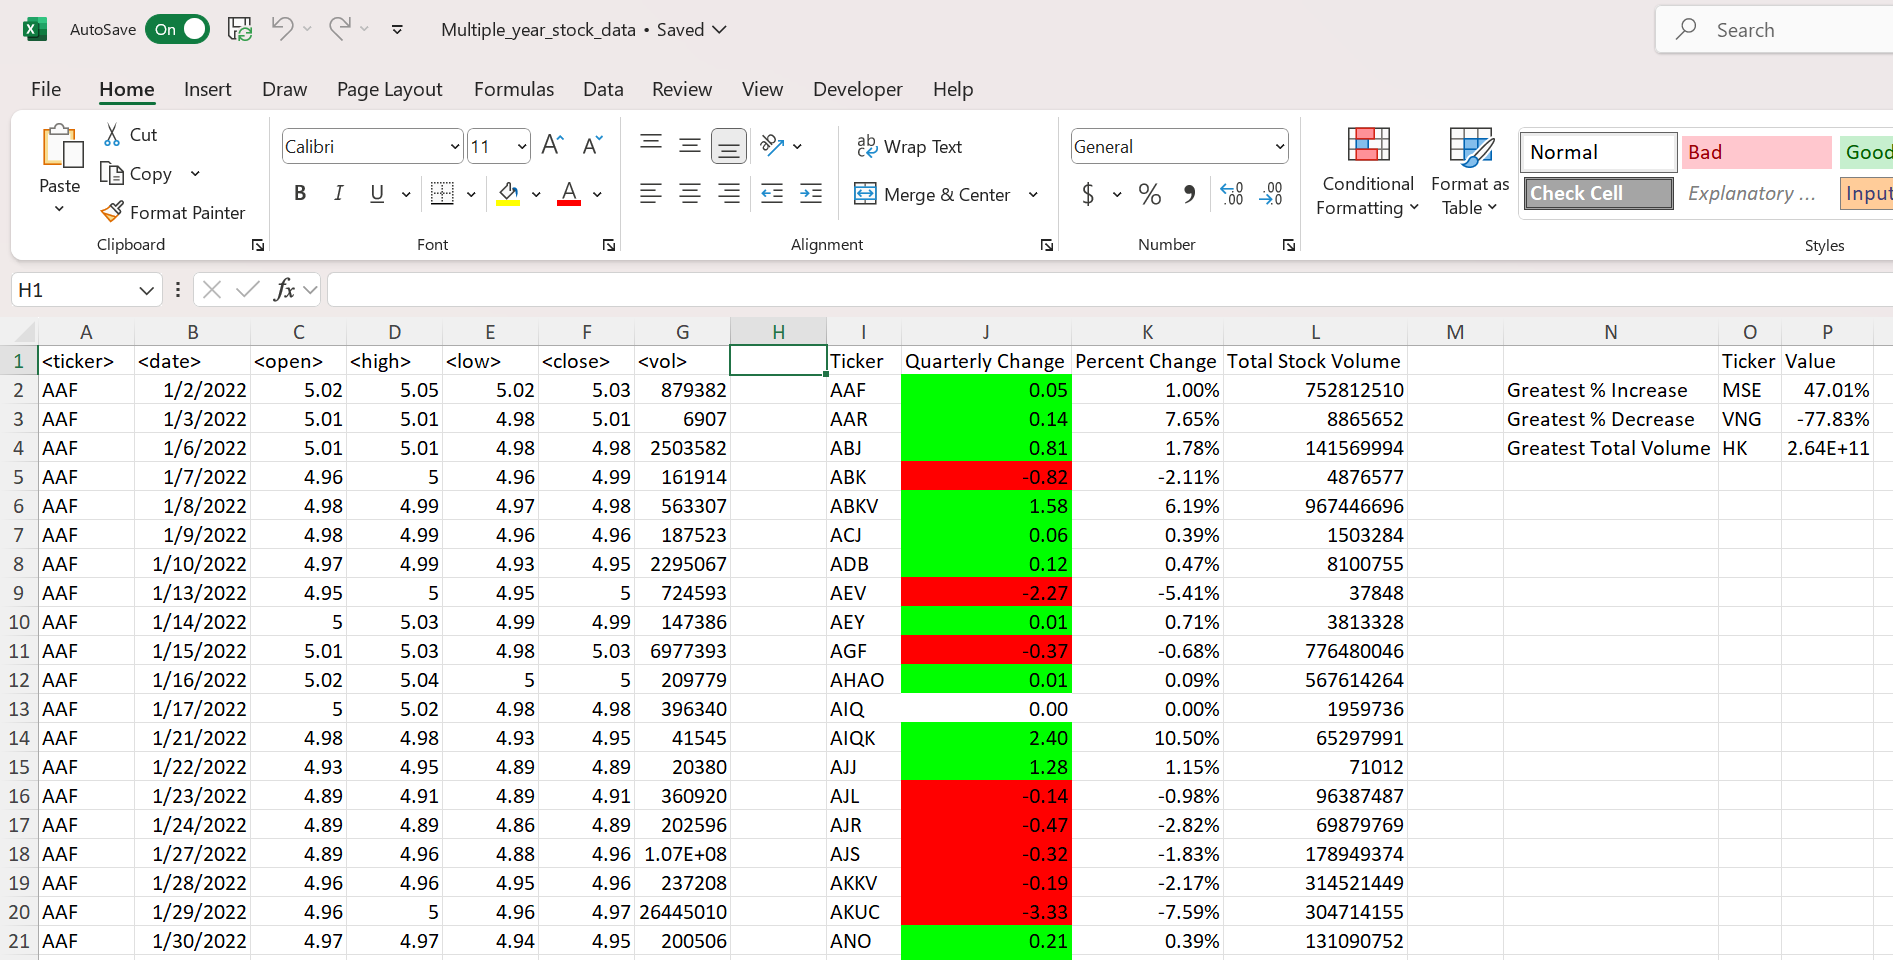 AutoSave On Multiple_year_stock_data • Saved Search
File Home Insert Draw Page Layout Formulas Data Review View Developer Help
Paste
Cut
Copy
Format Painter
Clipboard
Calibri 11
B I U A
Font
ab Wrap Text
Merge & Center
Alignment
General
$ % 9 .00 .0
Number
Conditional Formatting
Format as Table
Normal Bad Good
Check Cell Explanatory ... Input
Styles
H1 fx
A B C D E F G H I J K L M N O P
1 <ticker> <date> <open> <high> <low> <close> <vol> Ticker Quarterly Change Percent Change Total Stock Volume Ticker Value
2 AAF 1/2/2022 5.02 5.05 5.02 5.03 879382 AAF 0.05 1.00% 752812510 Greatest % Increase MSE 47.01%
3 AAF 1/3/2022 5.01 5.01 4.98 5.01 6907 AAR 0.14 7.65% 8865652 Greatest % Decrease VNG -77.83%
4 AAF 1/6/2022 5.01 5.01 4.98 4.98 2503582 ABJ 0.81 1.78% 141569994 Greatest Total Volume HK 2.64E+11
5 AAF 1/7/2022 4.96 5 4.96 4.99 161914 ABK -0.82 -2.11% 4876577
6 AAF 1/8/2022 4.98 4.99 4.97 4.98 563307 ABKV 1.58 6.19% 967446696
7 AAF 1/9/2022 4.98 4.99 4.96 4.96 187523 ACJ 0.06 0.39% 1503284
8 AAF 1/10/2022 4.97 4.99 4.93 4.95 2295067 ADB 0.12 0.47% 8100755
9 AAF 1/13/2022 4.95 5 4.95 5 724593 AEV -2.27 -5.41% 37848
10 AAF 1/14/2022 5 5.03 4.99 4.99 147386 AEY 0.01 0.71% 3813328
11 AAF 1/15/2022 5.01 5.03 4.98 5.03 6977393 AGF -0.37 -0.68% 776480046
12 AAF 1/16/2022 5.02 5.04 5 5 209779 AHAO 0.01 0.09% 567614264
13 AAF 1/17/2022 5 5.02 4.98 4.98 396340 AIQ 0.00 0.00% 1959736
14 AAF 1/21/2022 4.98 4.98 4.93 4.95 41545 AIQK 2.40 10.50% 65297991
15 AAF 1/22/2022 4.93 4.95 4.89 4.89 20380 AJJ 1.28 1.15% 71012
16 AAF 1/23/2022 4.89 4.91 4.89 4.91 360920 AJL -0.14 -0.98% 96387487
17 AAF 1/24/2022 4.89 4.89 4.86 4.89 202596 AJR -0.47 -2.82% 69879769
18 AAF 1/27/2022 4.89 4.96 4.88 4.96 1.07E+08 AJS -0.32 -1.83% 178949374
19 AAF 1/28/2022 4.96 4.96 4.95 4.96 237208 AKKV -0.19 -2.17% 314521449
20 AAF 1/29/2022 4.96 5 4.96 4.97 26445010 AKUC -3.33 -7.59% 304714155
21 AAF 1/30/2022 4.97 4.97 4.94 4.95 200506 ANO 0.21 0.39% 131090752